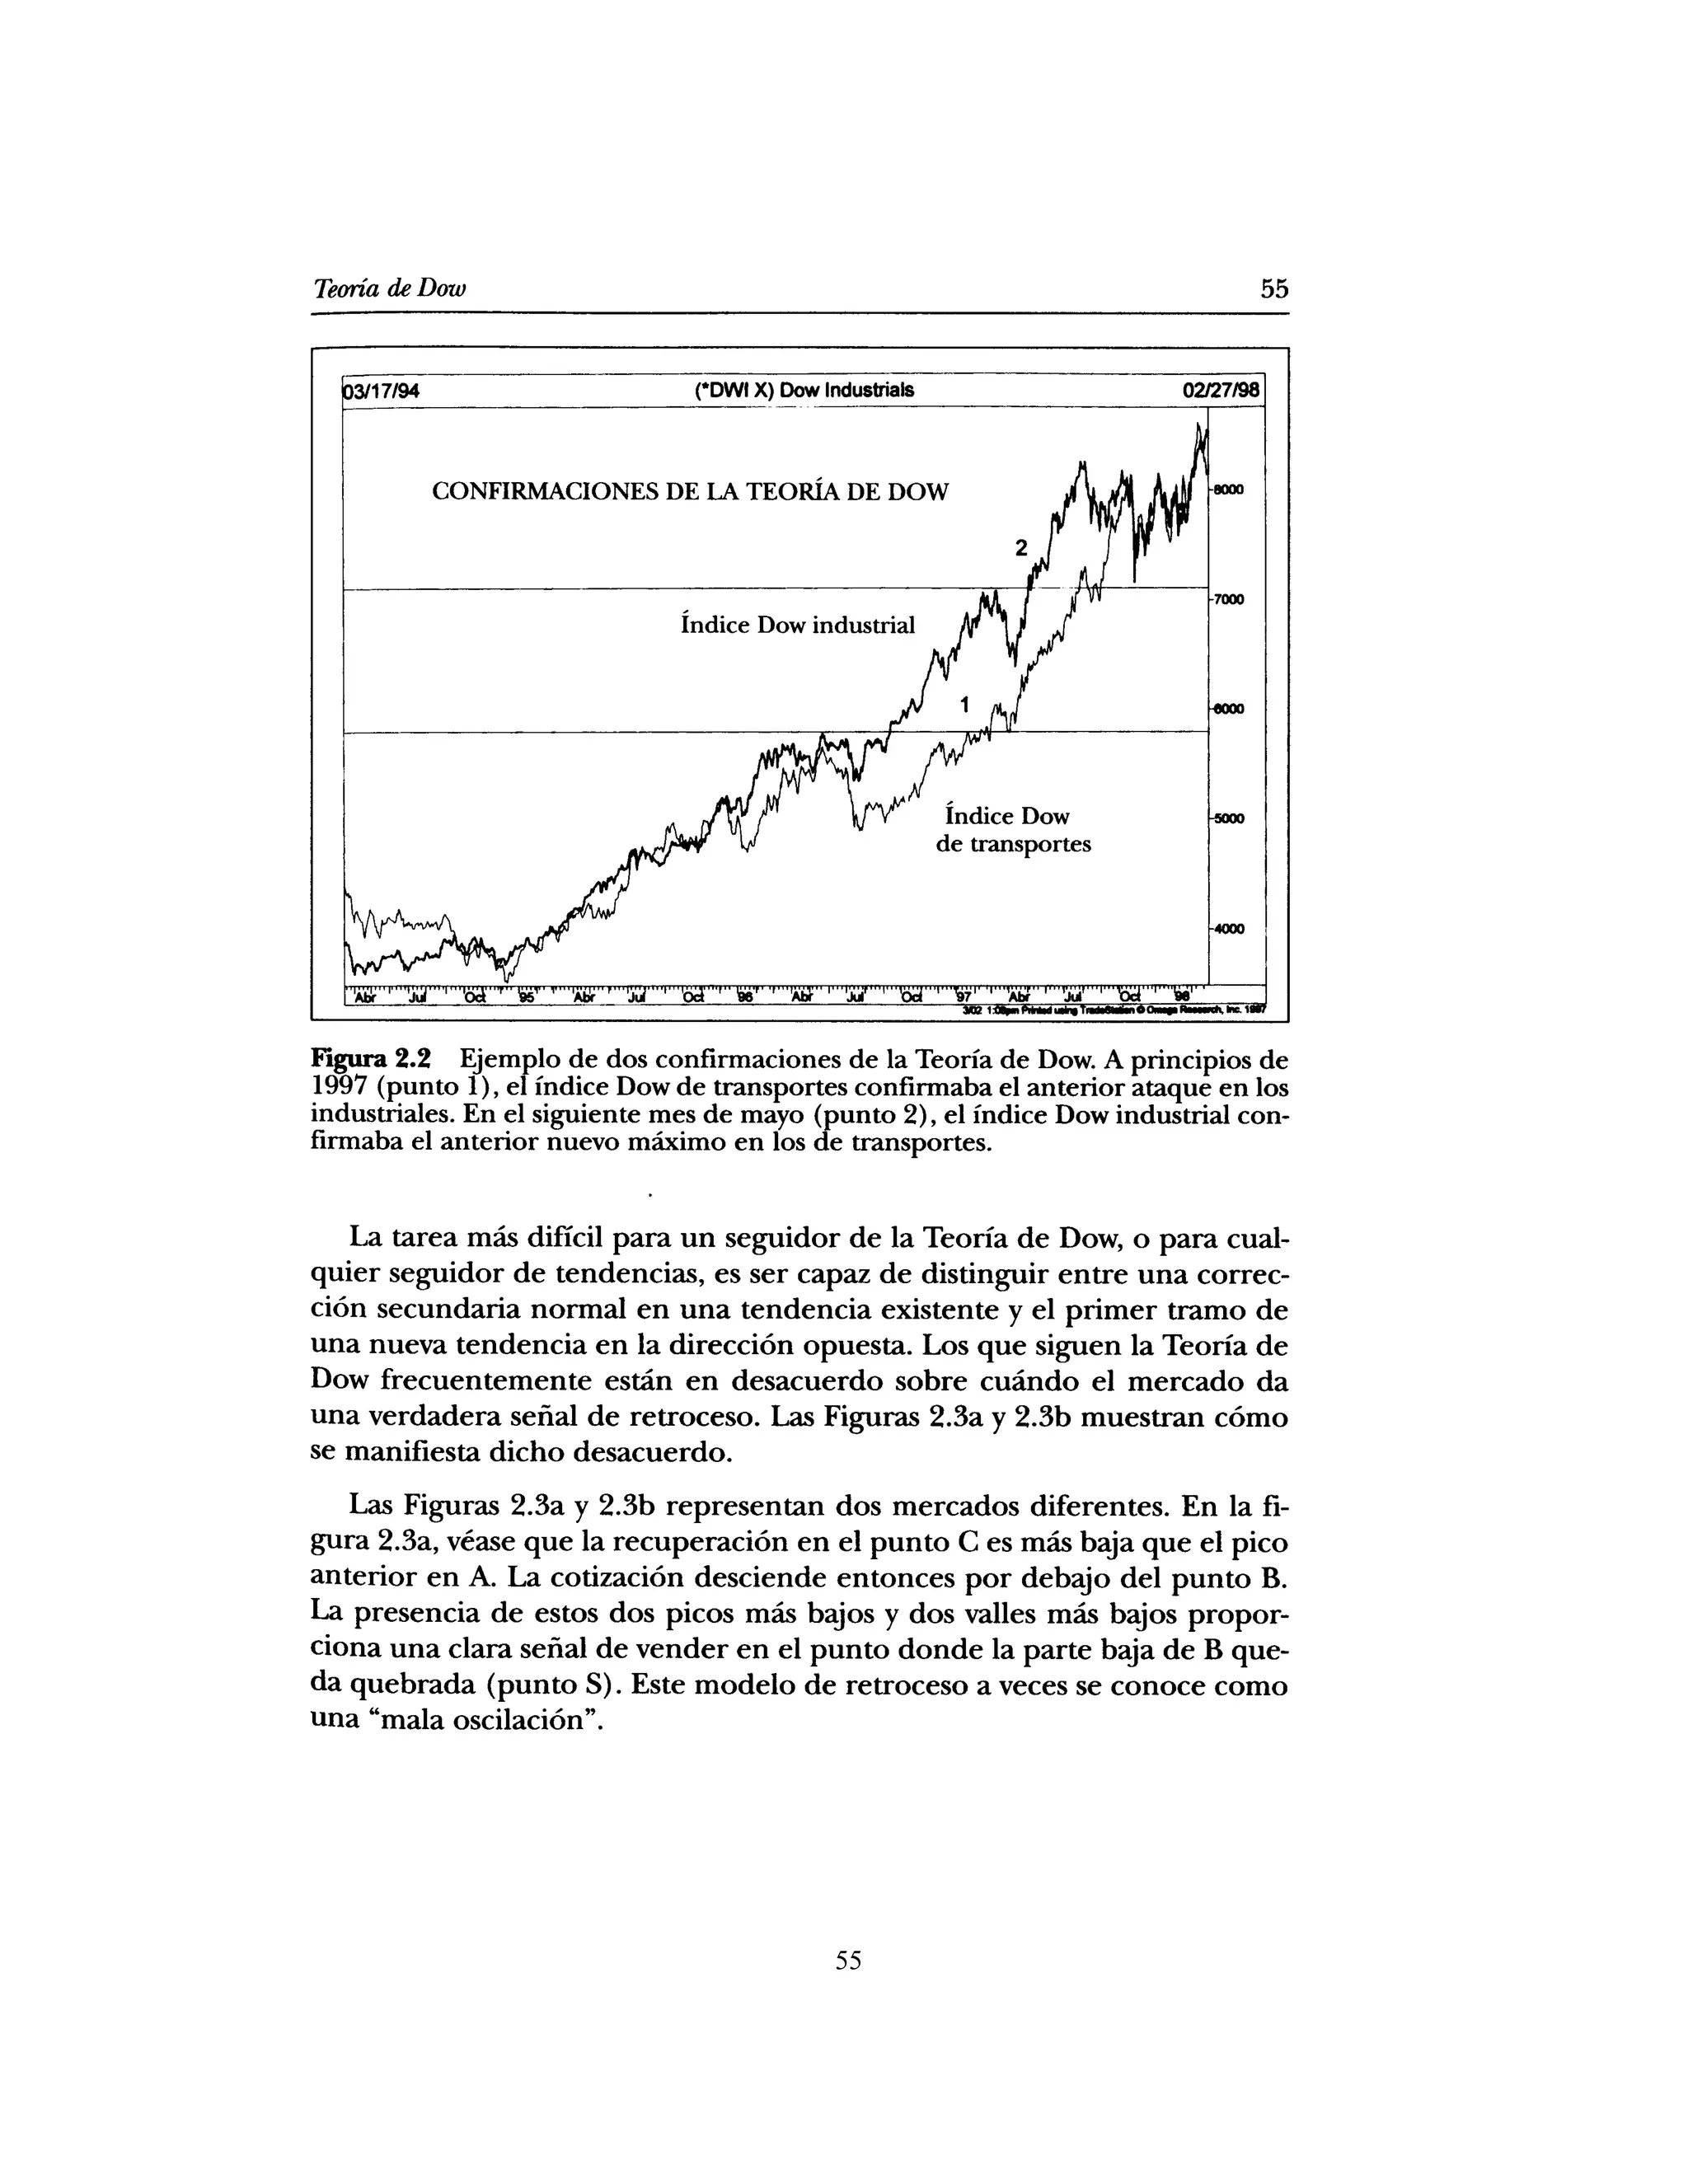 Teoría de Dow 55
03/17/94 (*DWI X) Dow Industrials 02/27/98
CONFIRMACIONES DE LA TEORÍA DE DOW
8000
2
7000
Índice Dow industrial
1
6000
Índice Dow
de transportes
5000
4000
Abr Jul Oct 95 Abr Jul Oct 96 Abr Jul Oct 97 Abr Jul Oct 98
3/02 1:08pm Printed using TradeStation © Omega Research, Inc. 1997
Figura 2.2 Ejemplo de dos confirmaciones de la Teoría de Dow. A principios de
1997 (punto 1), el índice Dow de transportes confirmaba el anterior ataque en los
industriales. En el siguiente mes de mayo (punto 2), el índice Dow industrial con-
firmaba el anterior nuevo máximo en los de transportes.
La tarea más difícil para un seguidor de la Teoría de Dow, o para cual-
quier seguidor de tendencias, es ser capaz de distinguir entre una correc-
ción secundaria normal en una tendencia existente y el primer tramo de
una nueva tendencia en la dirección opuesta. Los que siguen la Teoría de
Dow frecuentemente están en desacuerdo sobre cuándo el mercado da
una verdadera señal de retroceso. Las Figuras 2.3a y 2.3b muestran cómo
se manifiesta dicho desacuerdo.
Las Figuras 2.3a y 2.3b representan dos mercados diferentes. En la fi-
gura 2.3a, véase que la recuperación en el punto C es más baja que el pico
anterior en A. La cotización desciende entonces por debajo del punto B.
La presencia de estos dos picos más bajos y dos valles más bajos propor-
ciona una clara señal de vender en el punto donde la parte baja de B que-
da quebrada (punto S). Este modelo de retroceso a veces se conoce como
una “mala oscilación”.
55